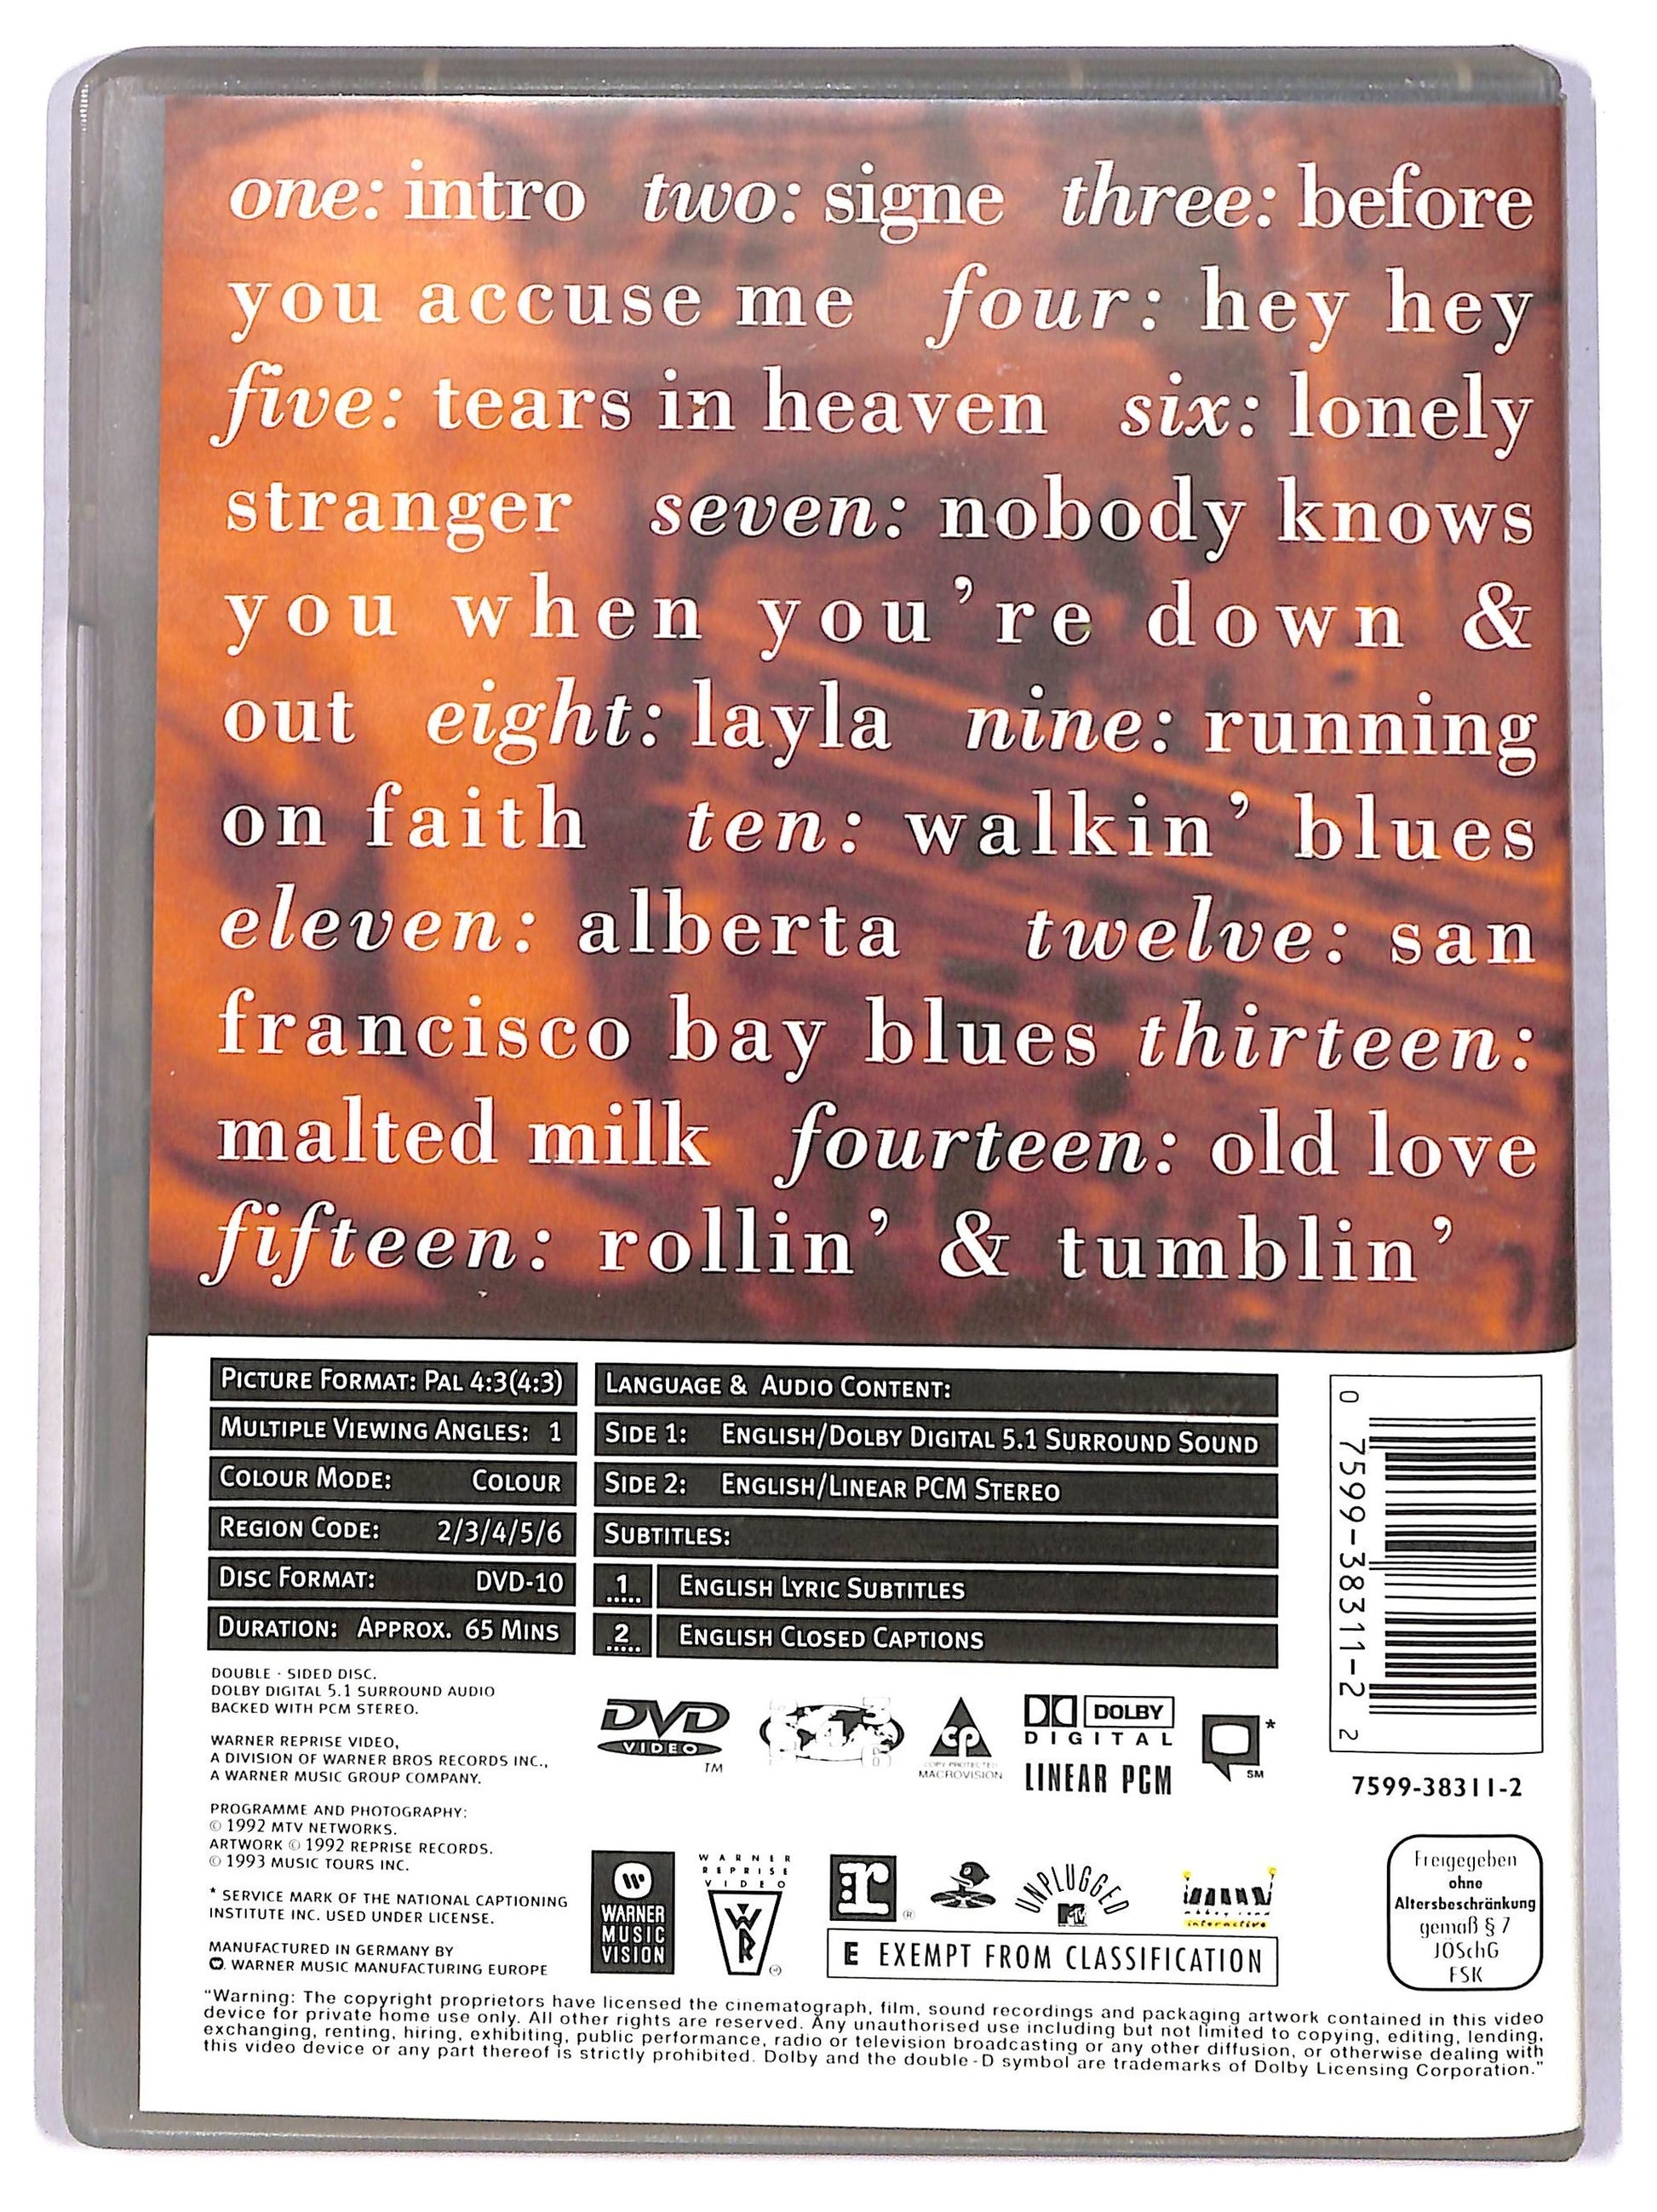 one: intro two: signe three: before
you accuse me four: hey hey
five: tears in heaven six: lonely
stranger seven: nobody knows
you when you're down &
out eight: layla nine: running
on faith ten: walkin' blues
eleven: alberta twelve: san
francisco bay blues thirteen:
malted milk fourteen: old love
fifteen: rollin' & tumblin'
PICTURE FORMAT: PAL 4:3(4:3)
MULTIPLE VIEWING ANGLES: 1
COLOUR MODE: COLOUR
REGION CODE: 2/3/4/5/6
DISC FORMAT: DVD-10
DURATION: APPROX. 65 MINS
LANGUAGE & AUDIO CONTENT:
SIDE 1: ENGLISH/DOLBY DIGITAL 5.1 SURROUND SOUND
SIDE 2: ENGLISH/LINEAR PCM STEREO
SUBTITLES:
1 ENGLISH LYRIC SUBTITLES
2 ENGLISH CLOSED CAPTIONS
0 7599-38311-2 2
7599-38311-2
DOUBLE - SIDED DISC.
DOLBY DIGITAL 5.1 SURROUND AUDIO
BACKED WITH PCM STEREO.
WARNER REPRISE VIDEO,
A DIVISION OF WARNER BROS RECORDS INC.,
A WARNER MUSIC GROUP COMPANY.
PROGRAMME AND PHOTOGRAPHY:
© 1992 MTV NETWORKS.
ARTWORK © 1992 REPRISE RECORDS.
© 1993 MUSIC TOURS INC.
* SERVICE MARK OF THE NATIONAL CAPTIONING
INSTITUTE INC. USED UNDER LICENSE.
MANUFACTURED IN GERMANY BY
WARNER MUSIC MANUFACTURING EUROPE
DVD
VIDEO
TM
CP
COPY PROTECTED
MACROVISION
DOLBY
DIGITAL
LINEAR PCM
*
SM
WARNER
MUSIC
VISION
WARNER
REPRISE
VIDEO
WR
r
®
UNPLUGGED
MTV
abbey road
interactive
E EXEMPT FROM CLASSIFICATION
Freigegeben
ohne
Altersbeschränkung
gemäß § 7
JÖSchG
FSK
"Warning: The copyright proprietors have licensed the cinematograph, film, sound recordings and packaging artwork contained in this video
device for private home use only. All other rights are reserved. Any unauthorised use including but not limited to copying, editing, lending,
exchanging, renting, hiring, exhibiting, public performance, radio or television broadcasting or any other diffusion, or otherwise dealing with
this video device or any part thereof is strictly prohibited. Dolby and the double-D symbol are trademarks of Dolby Licensing Corporation."